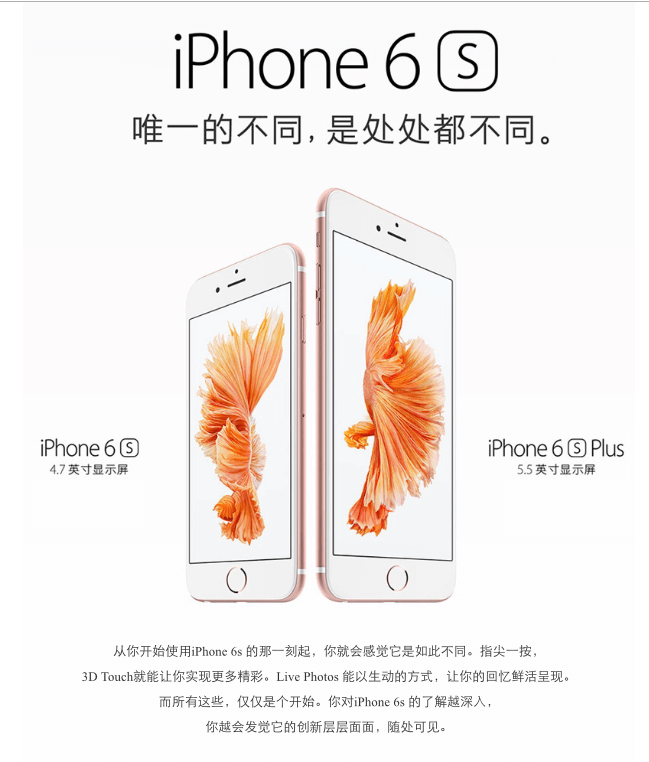 iPhone 6 S
唯一的不同，是处处都不同。
iPhone 6 S
4.7 英寸显示屏
iPhone 6 S Plus
5.5 英寸显示屏
从你开始使用iPhone 6s 的那一刻起，你就会感觉它是如此不同。指尖一按，
3D Touch就能让你实现更多精彩。Live Photos 能以生动的方式，让你的回忆鲜活呈现。
而所有这些，仅仅是个开始。你对iPhone 6s 的了解越深入，
你越会发觉它的创新层层面面，随处可见。